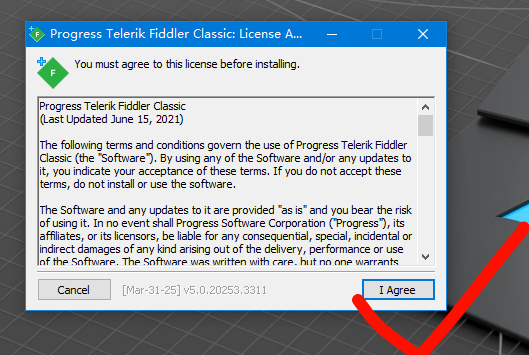 Progress Telerik Fiddler Classic: License A...
F
You must agree to this license before installing.
F
Progress Telerik Fiddler Classic
(Last Updated June 15, 2021)
The following terms and conditions govern the use of Progress Telerik Fiddler
Classic (the "Software"). By using any of the Software and/or any updates to
it, you indicate your acceptance of these terms. If you do not accept these
terms, do not install or use the software.
The Software and any updates to it are provided "as is" and you bear the risk
of using it. In no event shall Progress Software Corporation ("Progress"), its
affiliates, or its licensors, be liable for any consequential, special, incidental or
indirect damages of any kind arising out of the delivery, performance or use
of the Software. The Software was written with care, but no one warrants
Cancel
[Mar-31-25] v5.0.20253.3311
I Agree